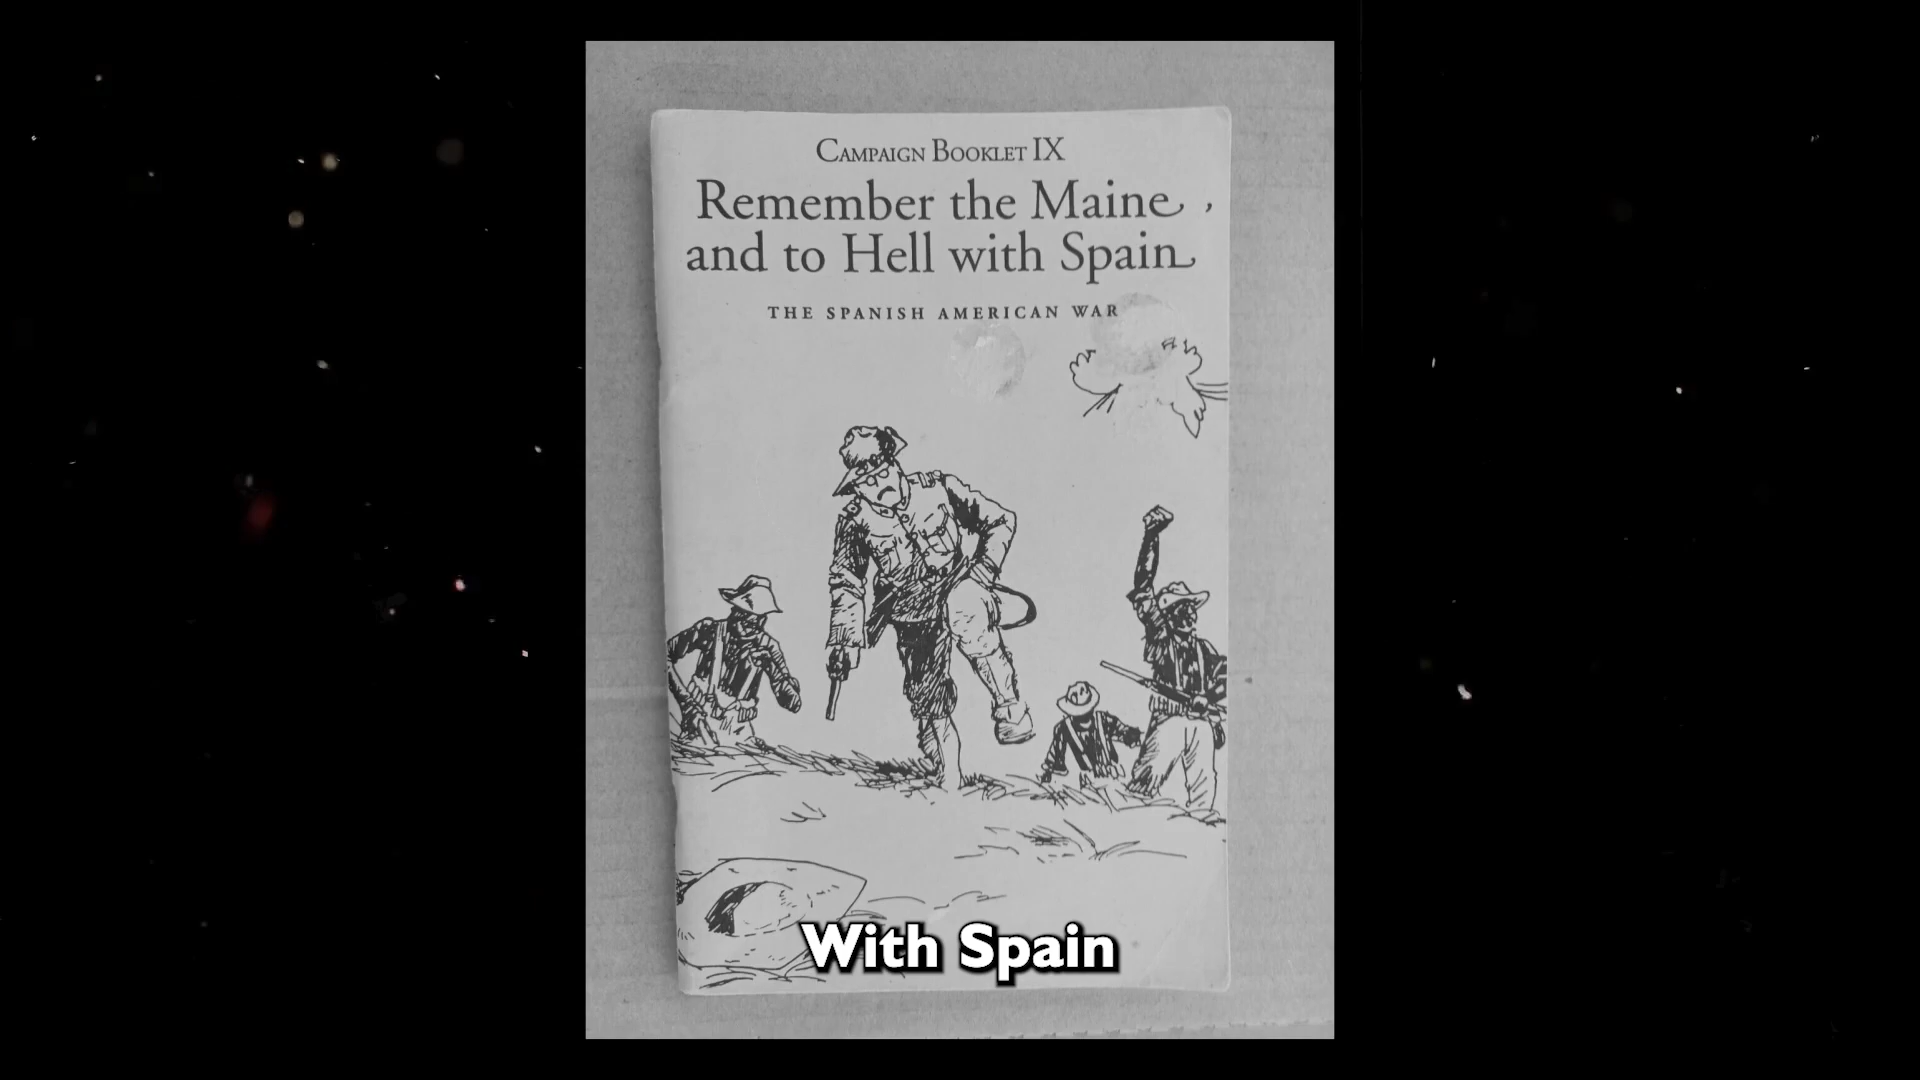 CAMPAIGN BOOKLET IX
Remember the Maine,
and to Hell with Spain
THE SPANISH AMERICAN WAR
With Spain